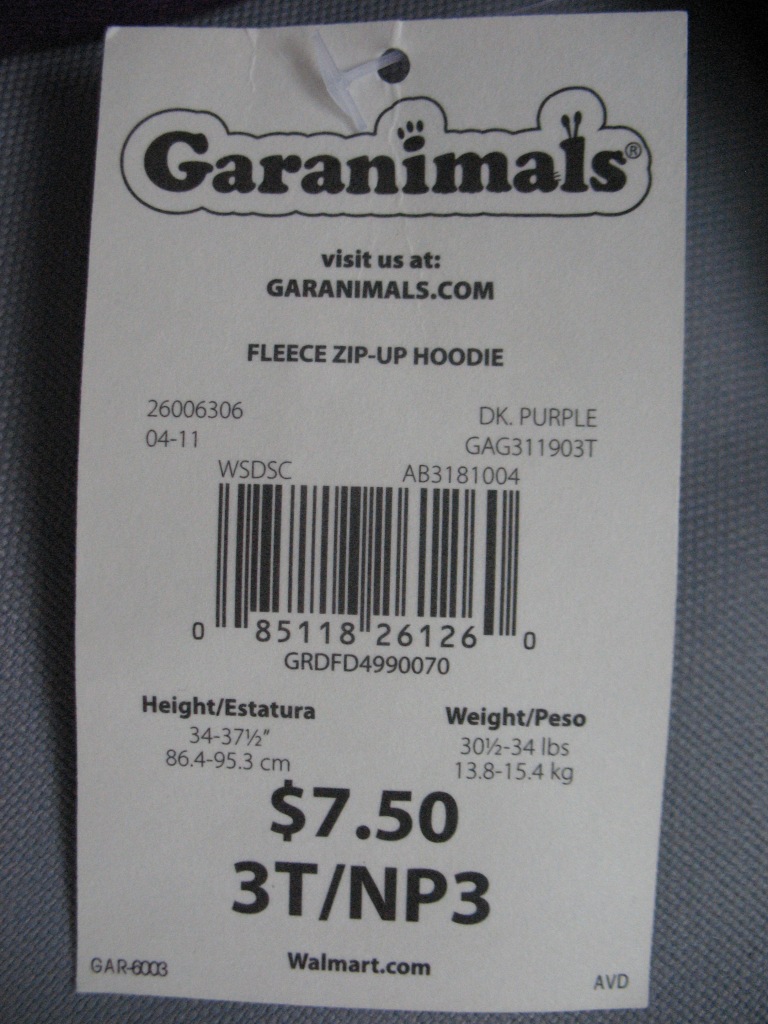 Garanimals®
visit us at:
GARANIMALS.COM
FLEECE ZIP-UP HOODIE
26006306 DK. PURPLE
04-11 GAG311903T
WSDSC AB3181004
0 85118 26126 0
GRDFD4990070
Height/Estatura Weight/Peso
34-37½" 30½-34 lbs
86.4-95.3 cm 13.8-15.4 kg
$7.50
3T/NP3
Walmart.com
GAR-6003 AVD